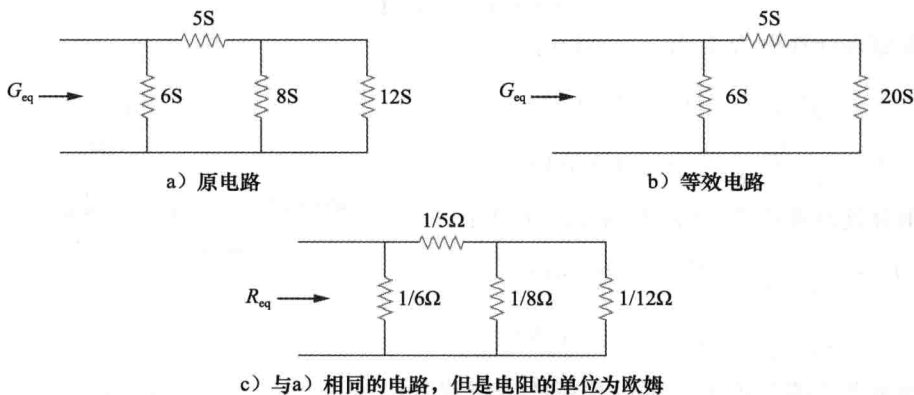 5S
G_eq
6S
8S
12S
a）原电路
5S
G_eq
6S
20S
b）等效电路
1/5Ω
R_eq
1/6Ω
1/8Ω
1/12Ω
c）与a）相同的电路，但是电阻的单位为欧姆